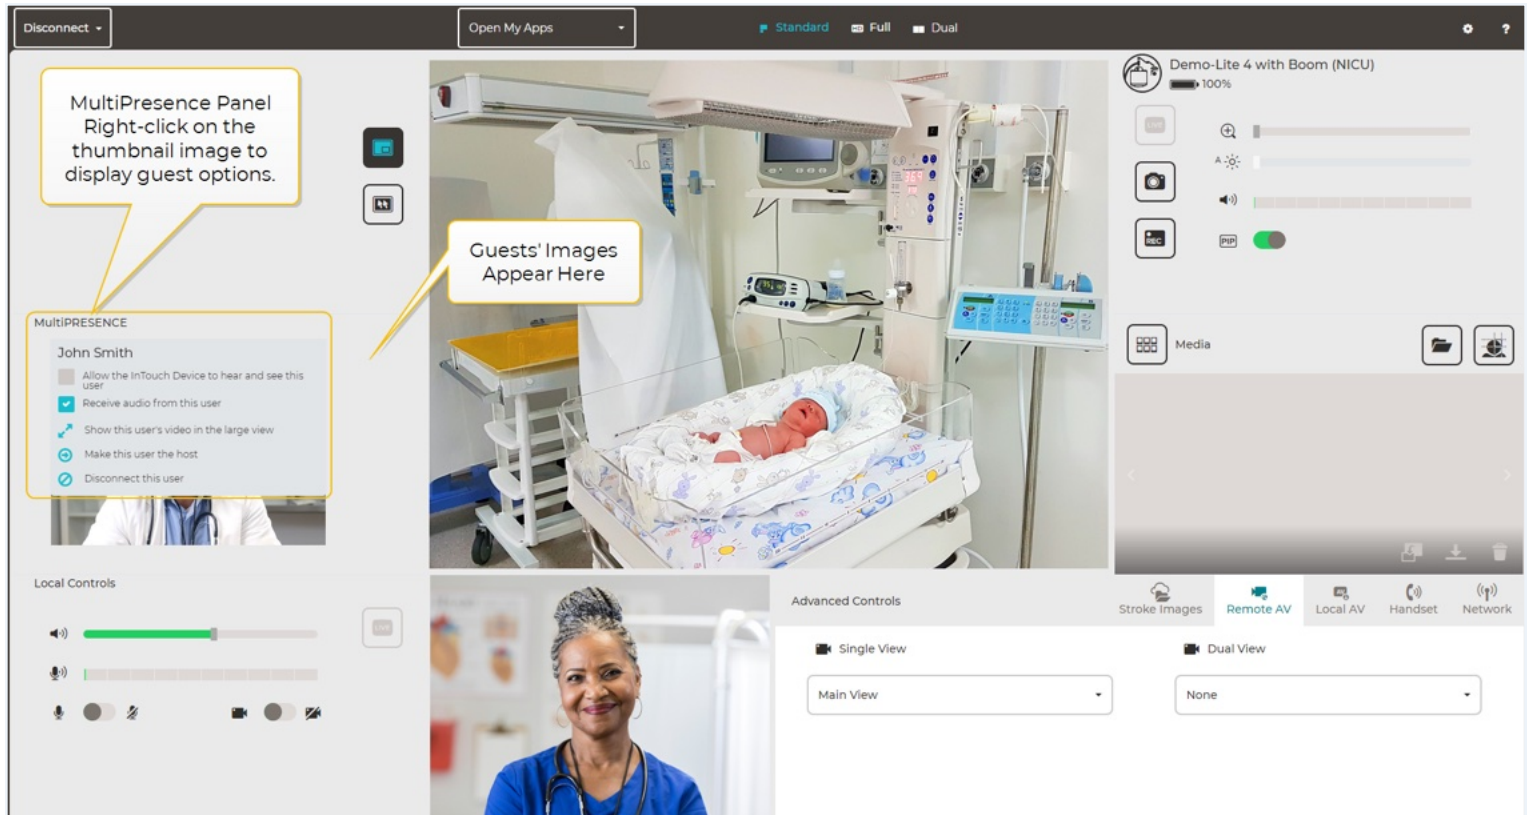 Disconnect
Open My Apps
Standard
Full
Dual
?
MultiPresence Panel
Right-click on the
thumbnail image to
display guest options.
Guests' Images
Appear Here
Demo-Lite 4 with Boom (NICU)
100%
LIVE
A
REC
PIP
MultiPRESENCE
John Smith
Allow the InTouch Device to hear and see this
user
Receive audio from this user
Show this user's video in the large view
Make this user the host
Disconnect this user
Media
Local Controls
LIVE
Advanced Controls
Stroke Images
Remote AV
Local AV
Handset
Network
Single View
Dual View
Main View
None